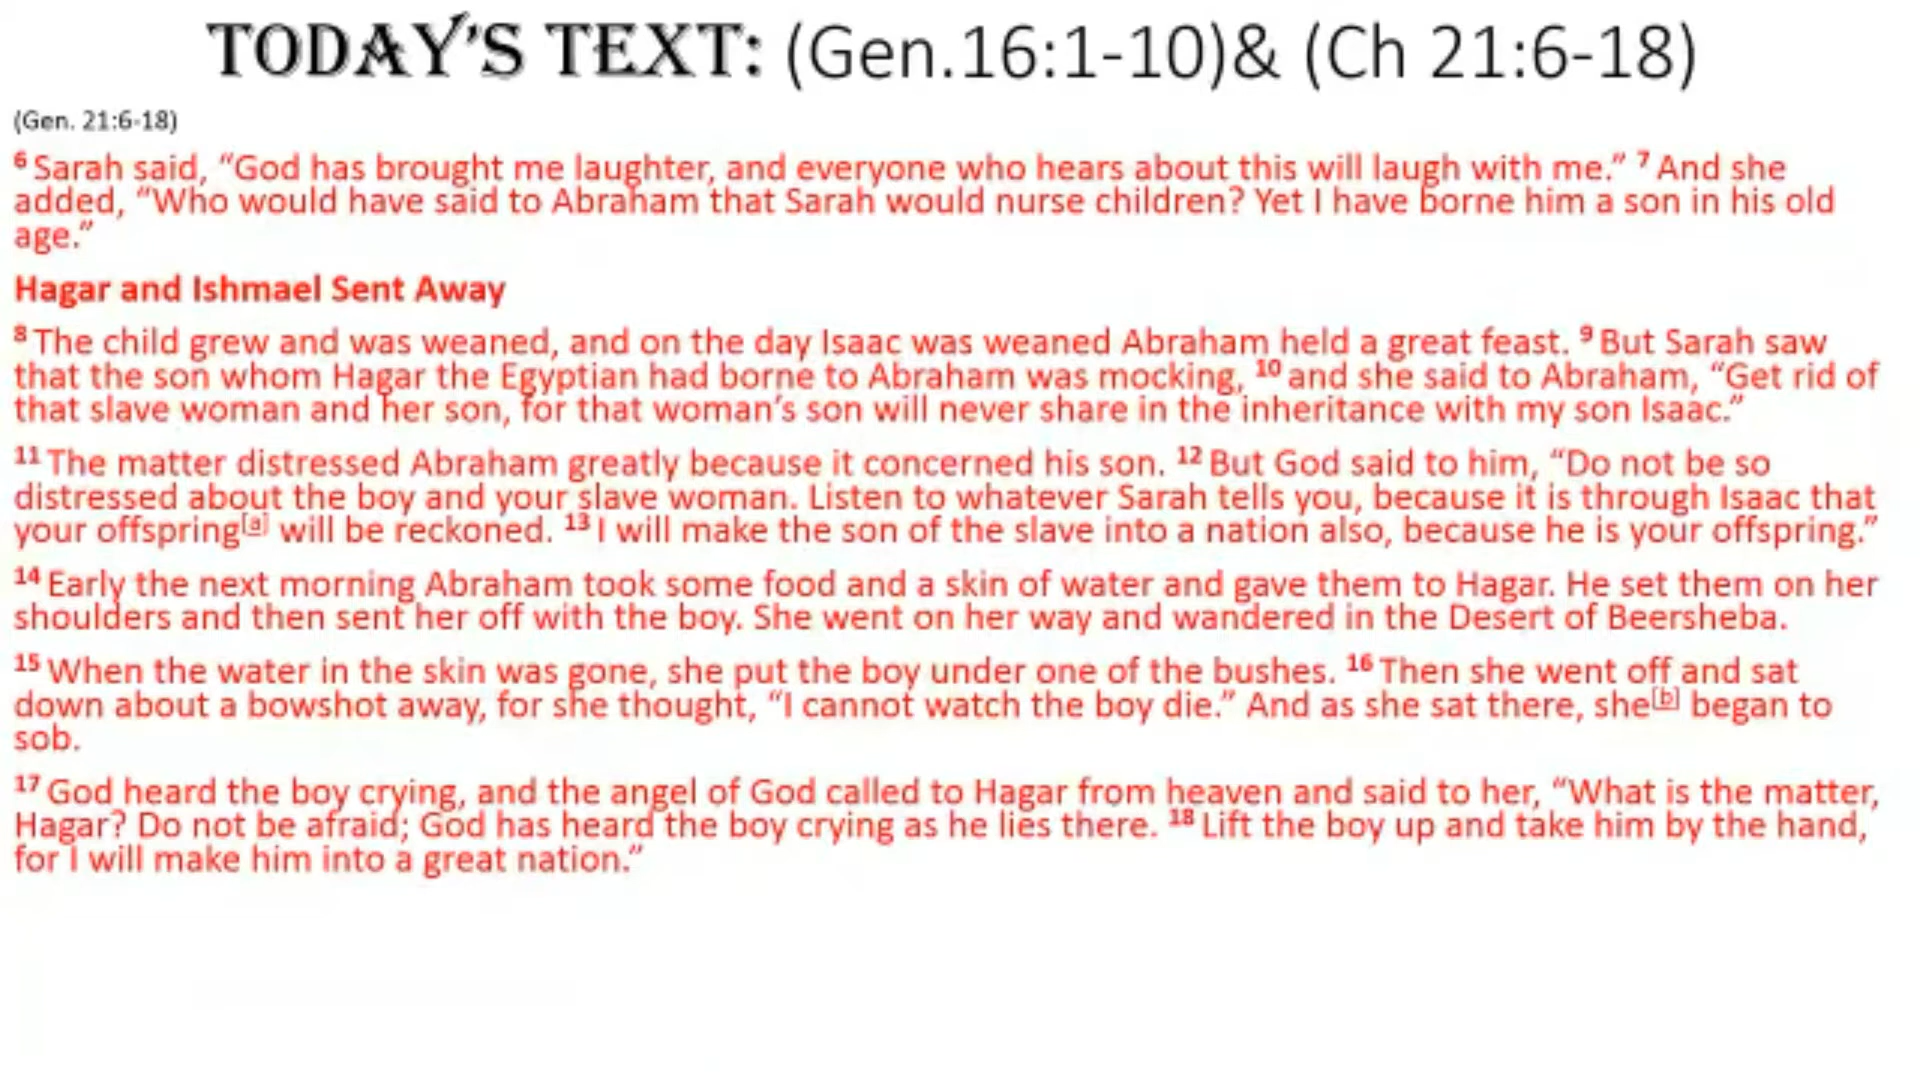 TODAY'S TEXT: (Gen.16:1-10)& (Ch 21:6-18)
(Gen. 21:6-18)
6 Sarah said, “God has brought me laughter, and everyone who hears about this will laugh with me.” 7 And she
added, “Who would have said to Abraham that Sarah would nurse children? Yet I have borne him a son in his old
age.”
Hagar and Ishmael Sent Away
8 The child grew and was weaned, and on the day Isaac was weaned Abraham held a great feast. 9 But Sarah saw
that the son whom Hagar the Egyptian had borne to Abraham was mocking, 10 and she said to Abraham, “Get rid of
that slave woman and her son, for that woman’s son will never share in the inheritance with my son Isaac.”
11 The matter distressed Abraham greatly because it concerned his son. 12 But God said to him, “Do not be so
distressed about the boy and your slave woman. Listen to whatever Sarah tells you, because it is through Isaac that
your offspring[a] will be reckoned. 13 I will make the son of the slave into a nation also, because he is your offspring.”
14 Early the next morning Abraham took some food and a skin of water and gave them to Hagar. He set them on her
shoulders and then sent her off with the boy. She went on her way and wandered in the Desert of Beersheba.
15 When the water in the skin was gone, she put the boy under one of the bushes. 16 Then she went off and sat
down about a bowshot away, for she thought, “I cannot watch the boy die.” And as she sat there, she[b] began to
sob.
17 God heard the boy crying, and the angel of God called to Hagar from heaven and said to her, “What is the matter,
Hagar? Do not be afraid; God has heard the boy crying as he lies there. 18 Lift the boy up and take him by the hand,
for I will make him into a great nation.”